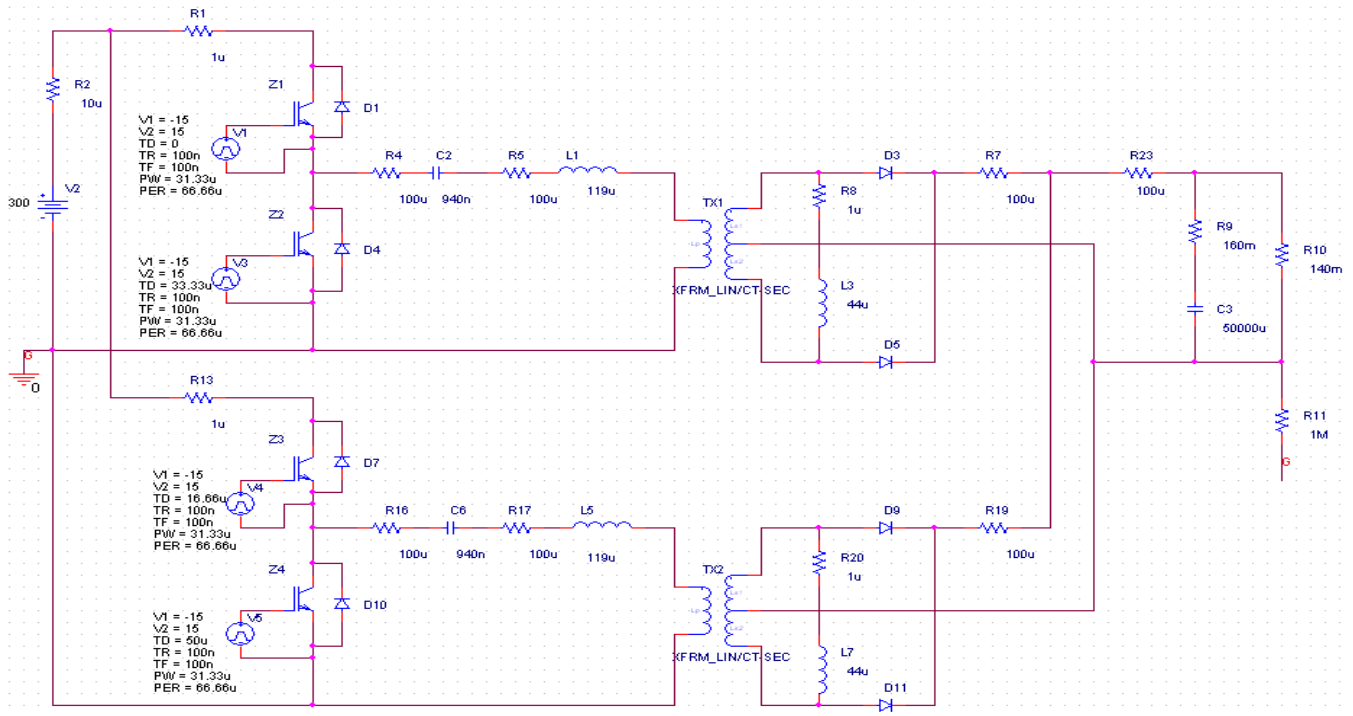 R1
1u
R2
10u
Z1
D1
V1 = -15
V2 = 15
TD = 0
TR = 100n
TF = 100n
PW = 31.33u
PER = 66.66u
V1
R4
100u
C2
940n
R5
100u
L1
119u
D3
R7
100u
R23
100u
V2
300
TX1
R8
1u
R9
160m
R10
140m
Z2
D4
V1 = -15
V2 = 15
TD = 33.33u
TR = 100n
TF = 100n
PW = 31.33u
PER = 66.66u
V3
XFRM_LIN/CT-SEC
L3
44u
C3
50000u
D5
G
0
R13
1u
R11
1M
G
Z3
D7
V1 = -15
V2 = 15
TD = 16.66u
TR = 100n
TF = 100n
PW = 31.33u
PER = 66.66u
V4
R16
100u
C6
940n
R17
100u
L5
119u
D9
R19
100u
Z4
D10
V1 = -15
V2 = 15
TD = 50u
TR = 100n
TF = 100n
PW = 31.33u
PER = 66.66u
V5
TX2
R20
1u
XFRM_LIN/CT-SEC
L7
44u
D11